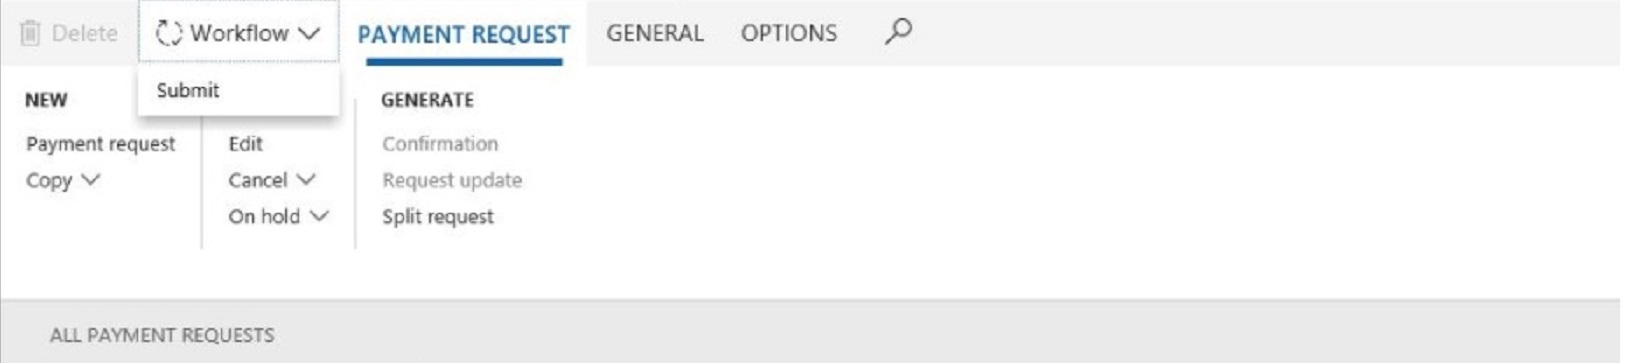 Delete Workflow PAYMENT REQUEST GENERAL OPTIONS
Submit
NEW GENERATE
Payment request Edit Confirmation
Copy Cancel Request update
On hold Split request
ALL PAYMENT REQUESTS